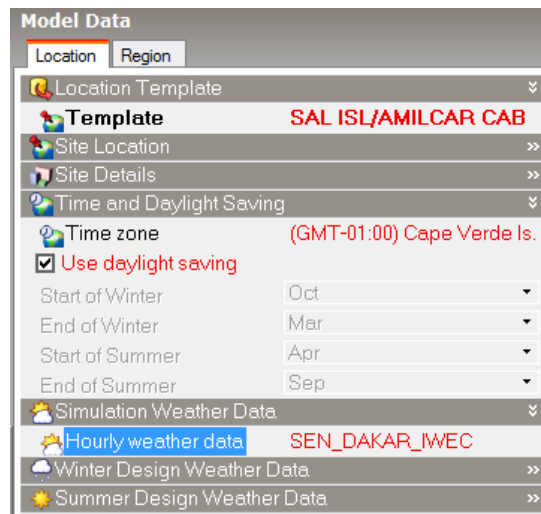 Model Data
Location Region
Location Template
Template SAL ISL/AMILCAR CAB
Site Location
Site Details
Time and Daylight Saving
Time zone (GMT-01:00) Cape Verde Is.
Use daylight saving
Start of Winter Oct
End of Winter Mar
Start of Summer Apr
End of Summer Sep
Simulation Weather Data
Hourly weather data SEN_DAKAR_IWEC
Winter Design Weather Data
Summer Design Weather Data